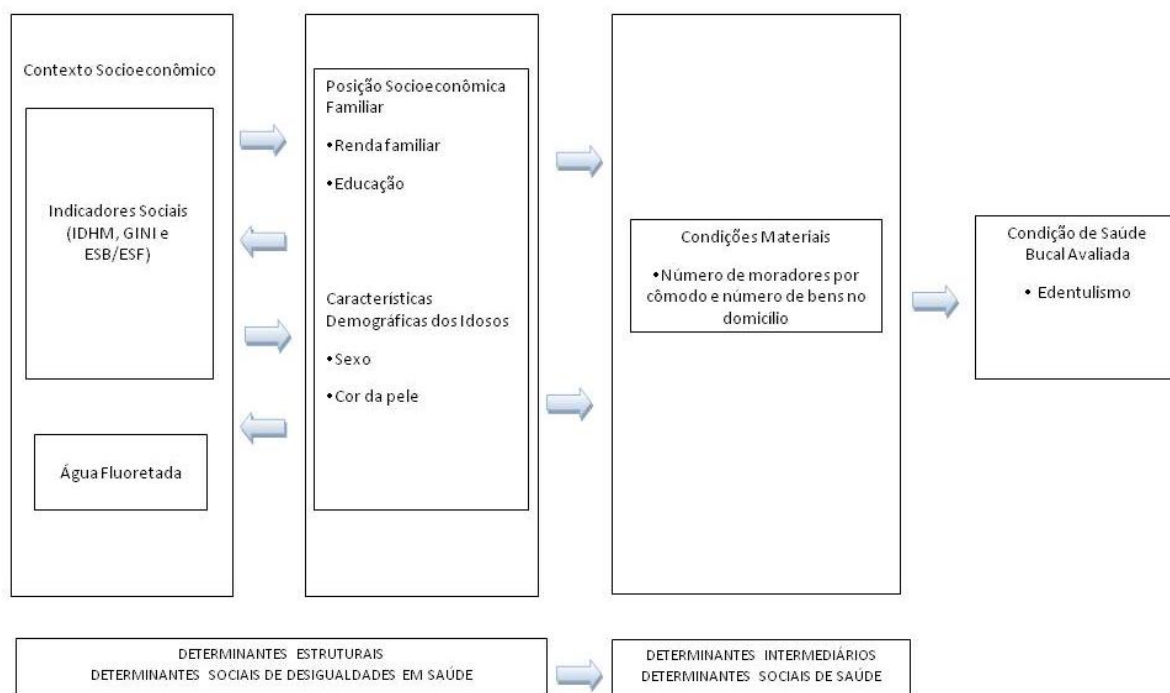 Contexto Socioeconômico
Indicadores Sociais
(IDHM, GINI e
ESB/ESF)
Água Fluoretada
Posição Socioeconômica
Familiar
•Renda familiar
•Educação
Características
Demográficas dos Idosos
•Sexo
•Cor da pele
Condições Materiais
•Número de moradores por
cômodo e número de bens no
domicílio
Condição de Saúde
Bucal Avaliada
• Edentulismo
DETERMINANTES ESTRUTURAIS
DETERMINANTES SOCIAIS DE DESIGUALDADES EM SAÚDE
DETERMINANTES INTERMEDIÁRIOS
DETERMINANTES SOCIAIS DE SAÚDE